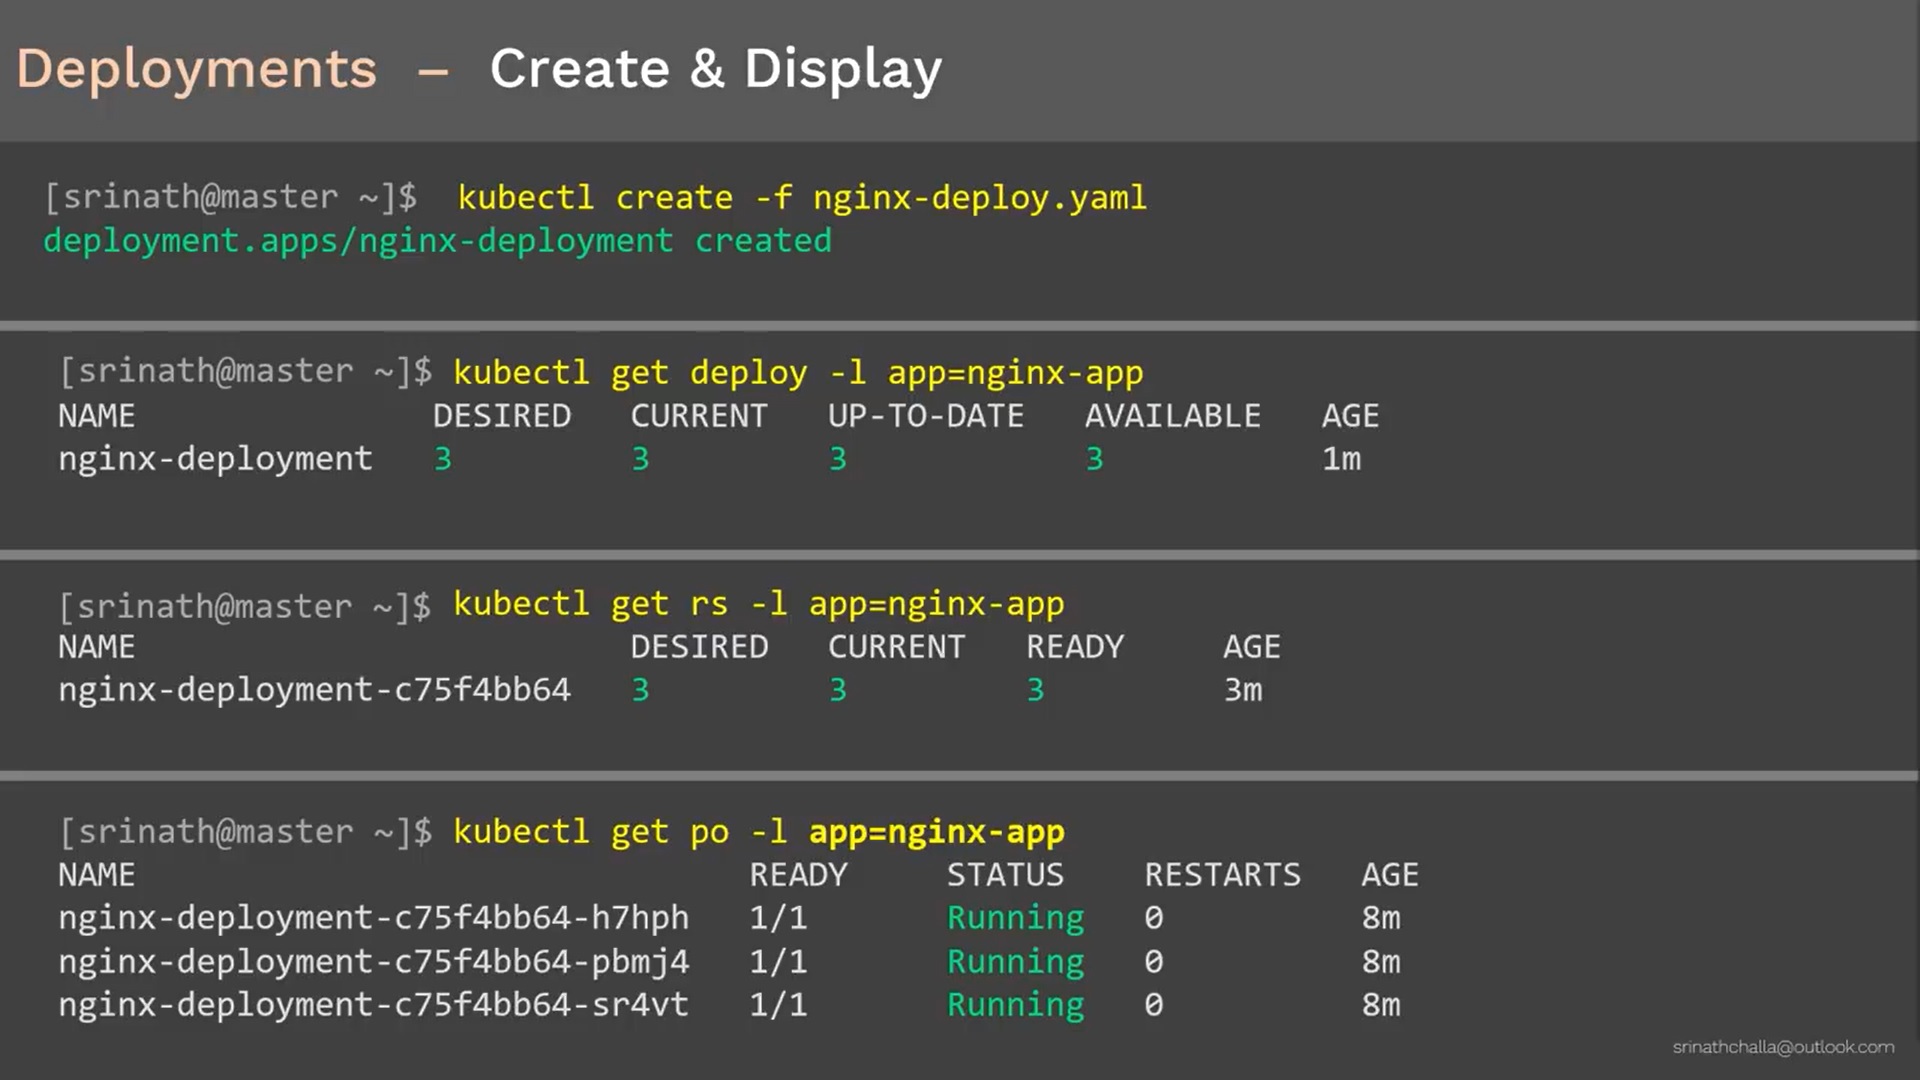 Deployments – Create & Display
[srinath@master ~]$ kubectl create -f nginx-deploy.yaml
deployment.apps/nginx-deployment created
[srinath@master ~]$ kubectl get deploy -l app=nginx-app
NAME DESIRED CURRENT UP-TO-DATE AVAILABLE AGE
nginx-deployment 3 3 3 3 1m
[srinath@master ~]$ kubectl get rs -l app=nginx-app
NAME DESIRED CURRENT READY AGE
nginx-deployment-c75f4bb64 3 3 3 3m
[srinath@master ~]$ kubectl get po -l app=nginx-app
NAME READY STATUS RESTARTS AGE
nginx-deployment-c75f4bb64-h7hph 1/1 Running 0 8m
nginx-deployment-c75f4bb64-pbmj4 1/1 Running 0 8m
nginx-deployment-c75f4bb64-sr4vt 1/1 Running 0 8m
srinathchalla@outlook.com